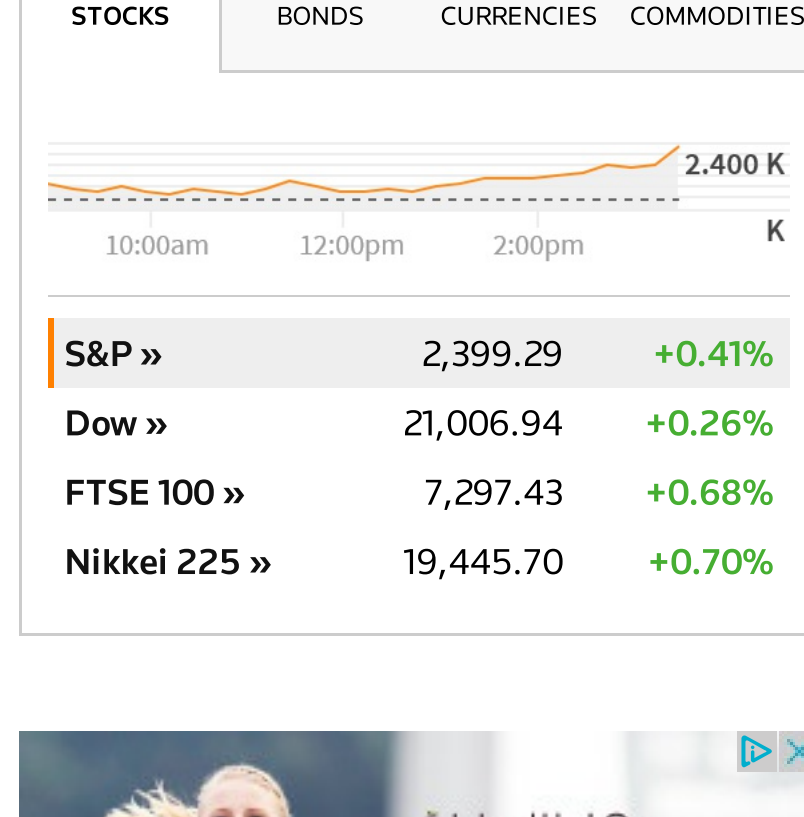 STOCKS BONDS CURRENCIES COMMODITIES
2.400 K
K
10:00am 12:00pm 2:00pm
S&P » 2,399.29 +0.41%
Dow » 21,006.94 +0.26%
FTSE 100 » 7,297.43 +0.68%
Nikkei 225 » 19,445.70 +0.70%